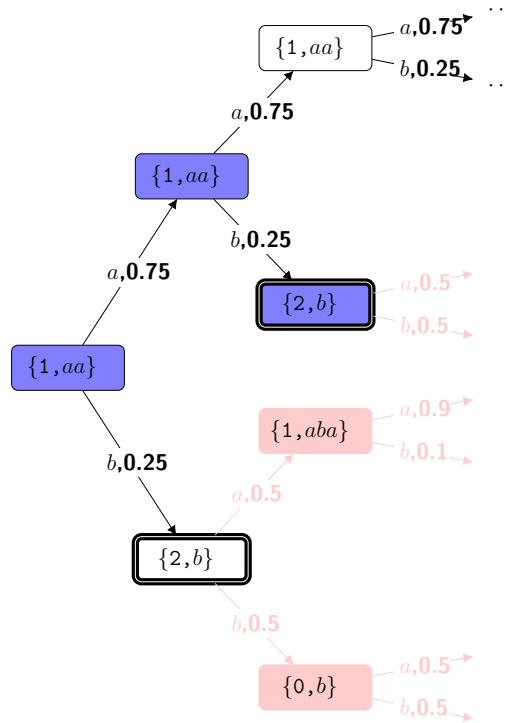 a,0.75 ..
{1,aa}
b,0.25
..
a,0.75
{1,aa}
b,0.25
a,0.5
a,0.75
{2,b}
b,0.5
{1,aa}
a,0.9
{1,aba}
b,0.1
b,0.25
a,0.5
{2,b}
b,0.5
a,0.5
{0,b}
b,0.5